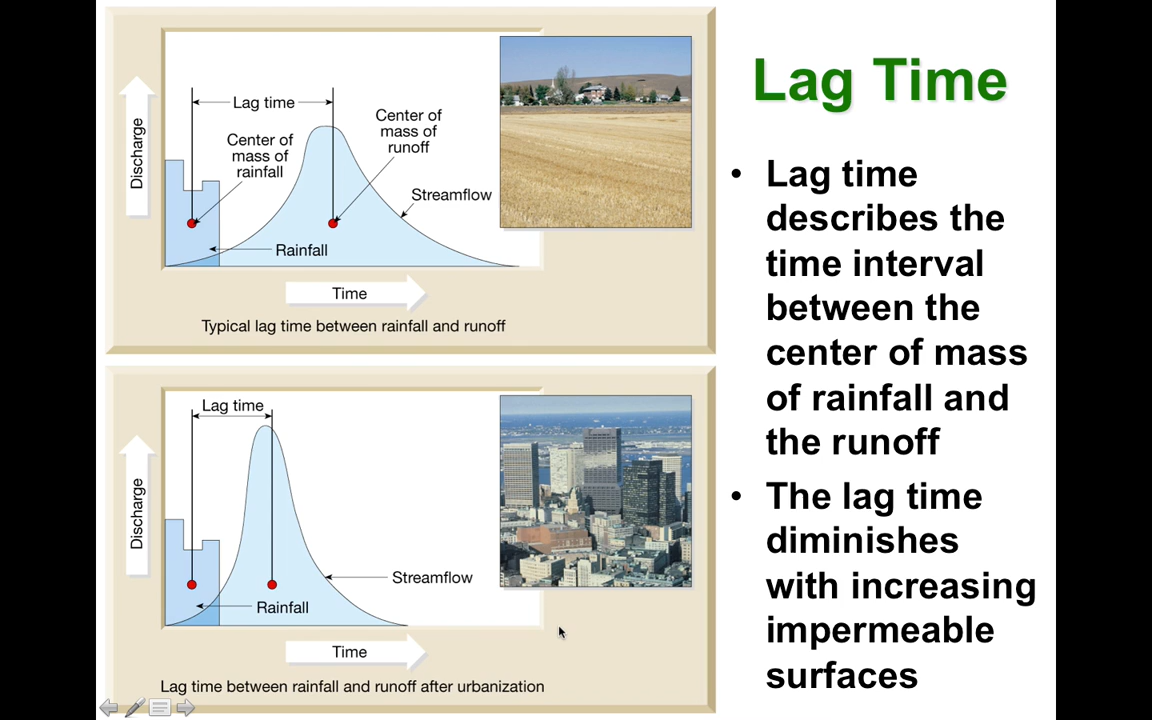 Lag time
Center of
mass of
rainfall
Center of
mass of
runoff
Streamflow
Rainfall
Discharge
Time
Typical lag time between rainfall and runoff
Lag time
Streamflow
Rainfall
Discharge
Time
Lag time between rainfall and runoff after urbanization
Lag Time
• Lag time
describes the
time interval
between the
center of mass
of rainfall and
the runoff
• The lag time
diminishes
with increasing
impermeable
surfaces